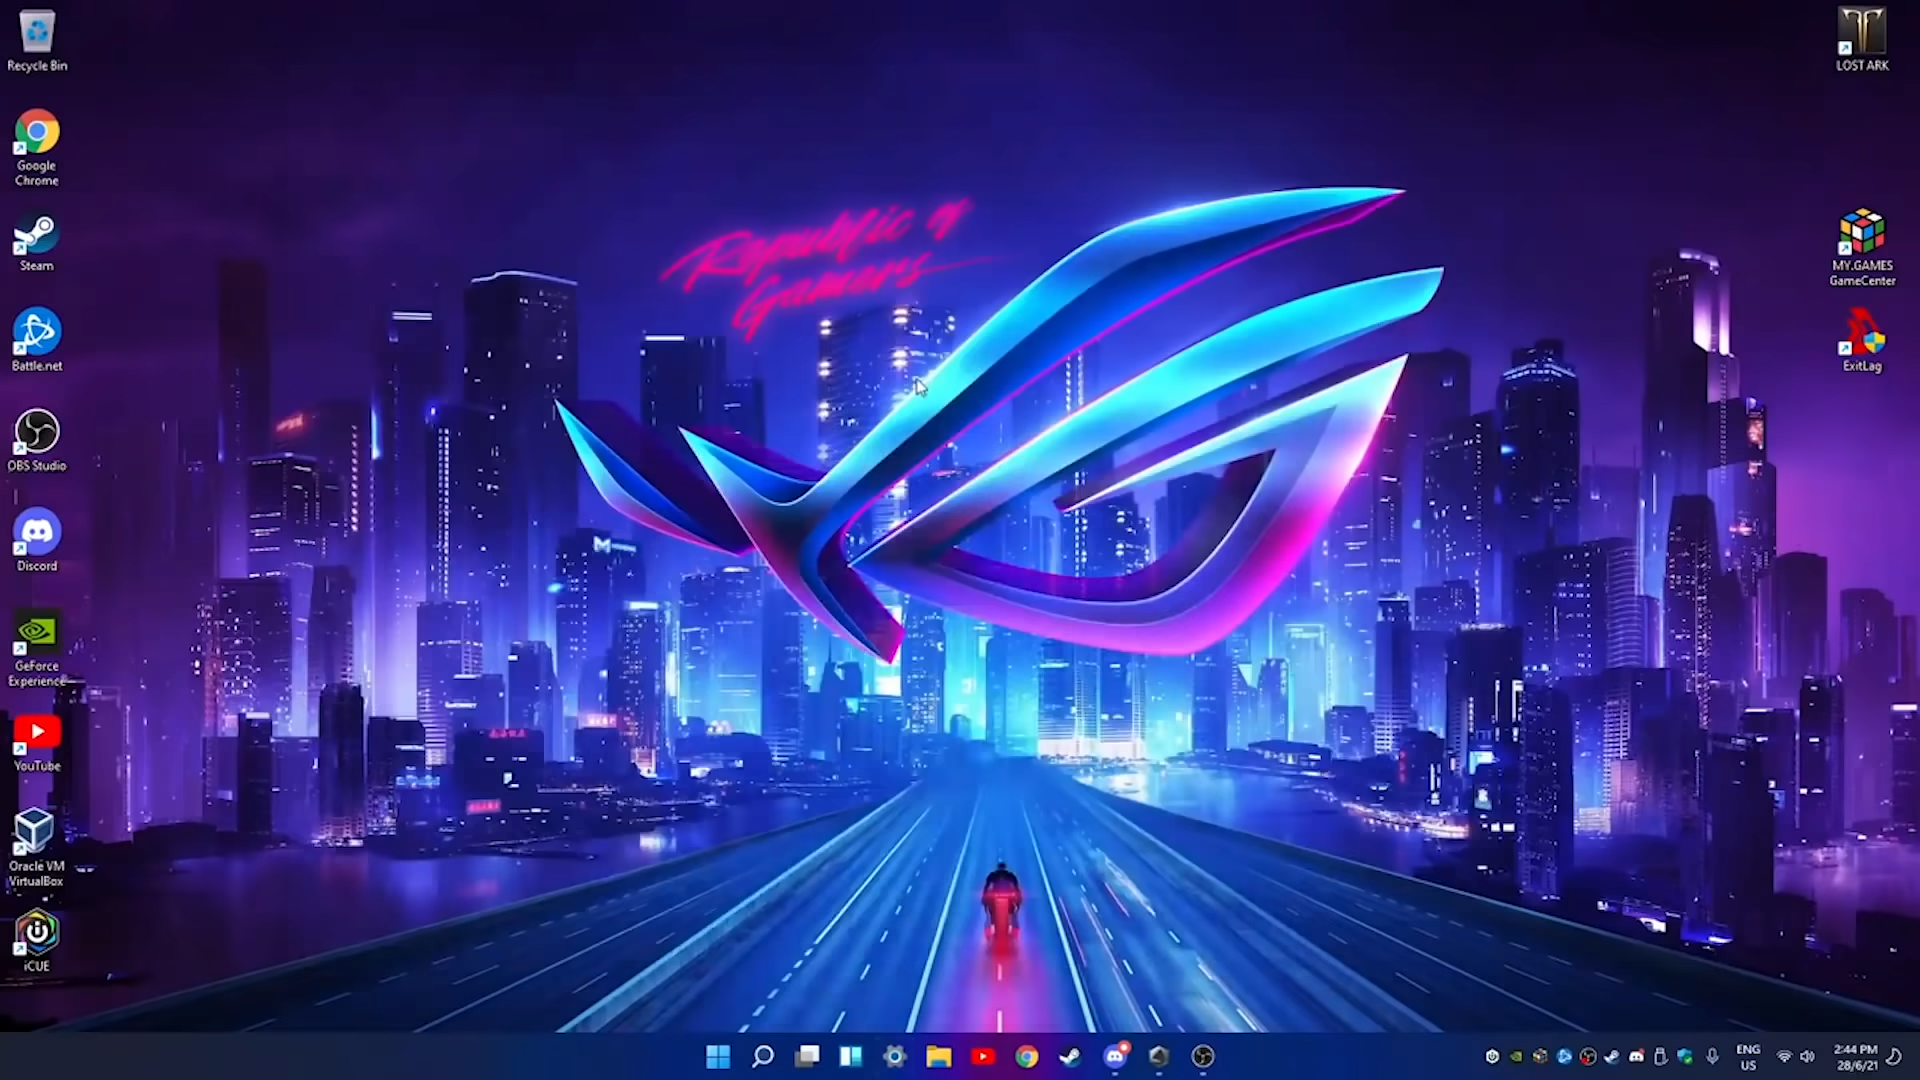 Recycle Bin
Google
Chrome
Steam
Battle.net
OBS Studio
Discord
GeForce
Experience
YouTube
Oracle VM
VirtualBox
iCUE
Republic of
Gamers
LOST ARK
MY.GAMES
GameCenter
ExitLag
ENG
US
2:44 PM
28/6/21